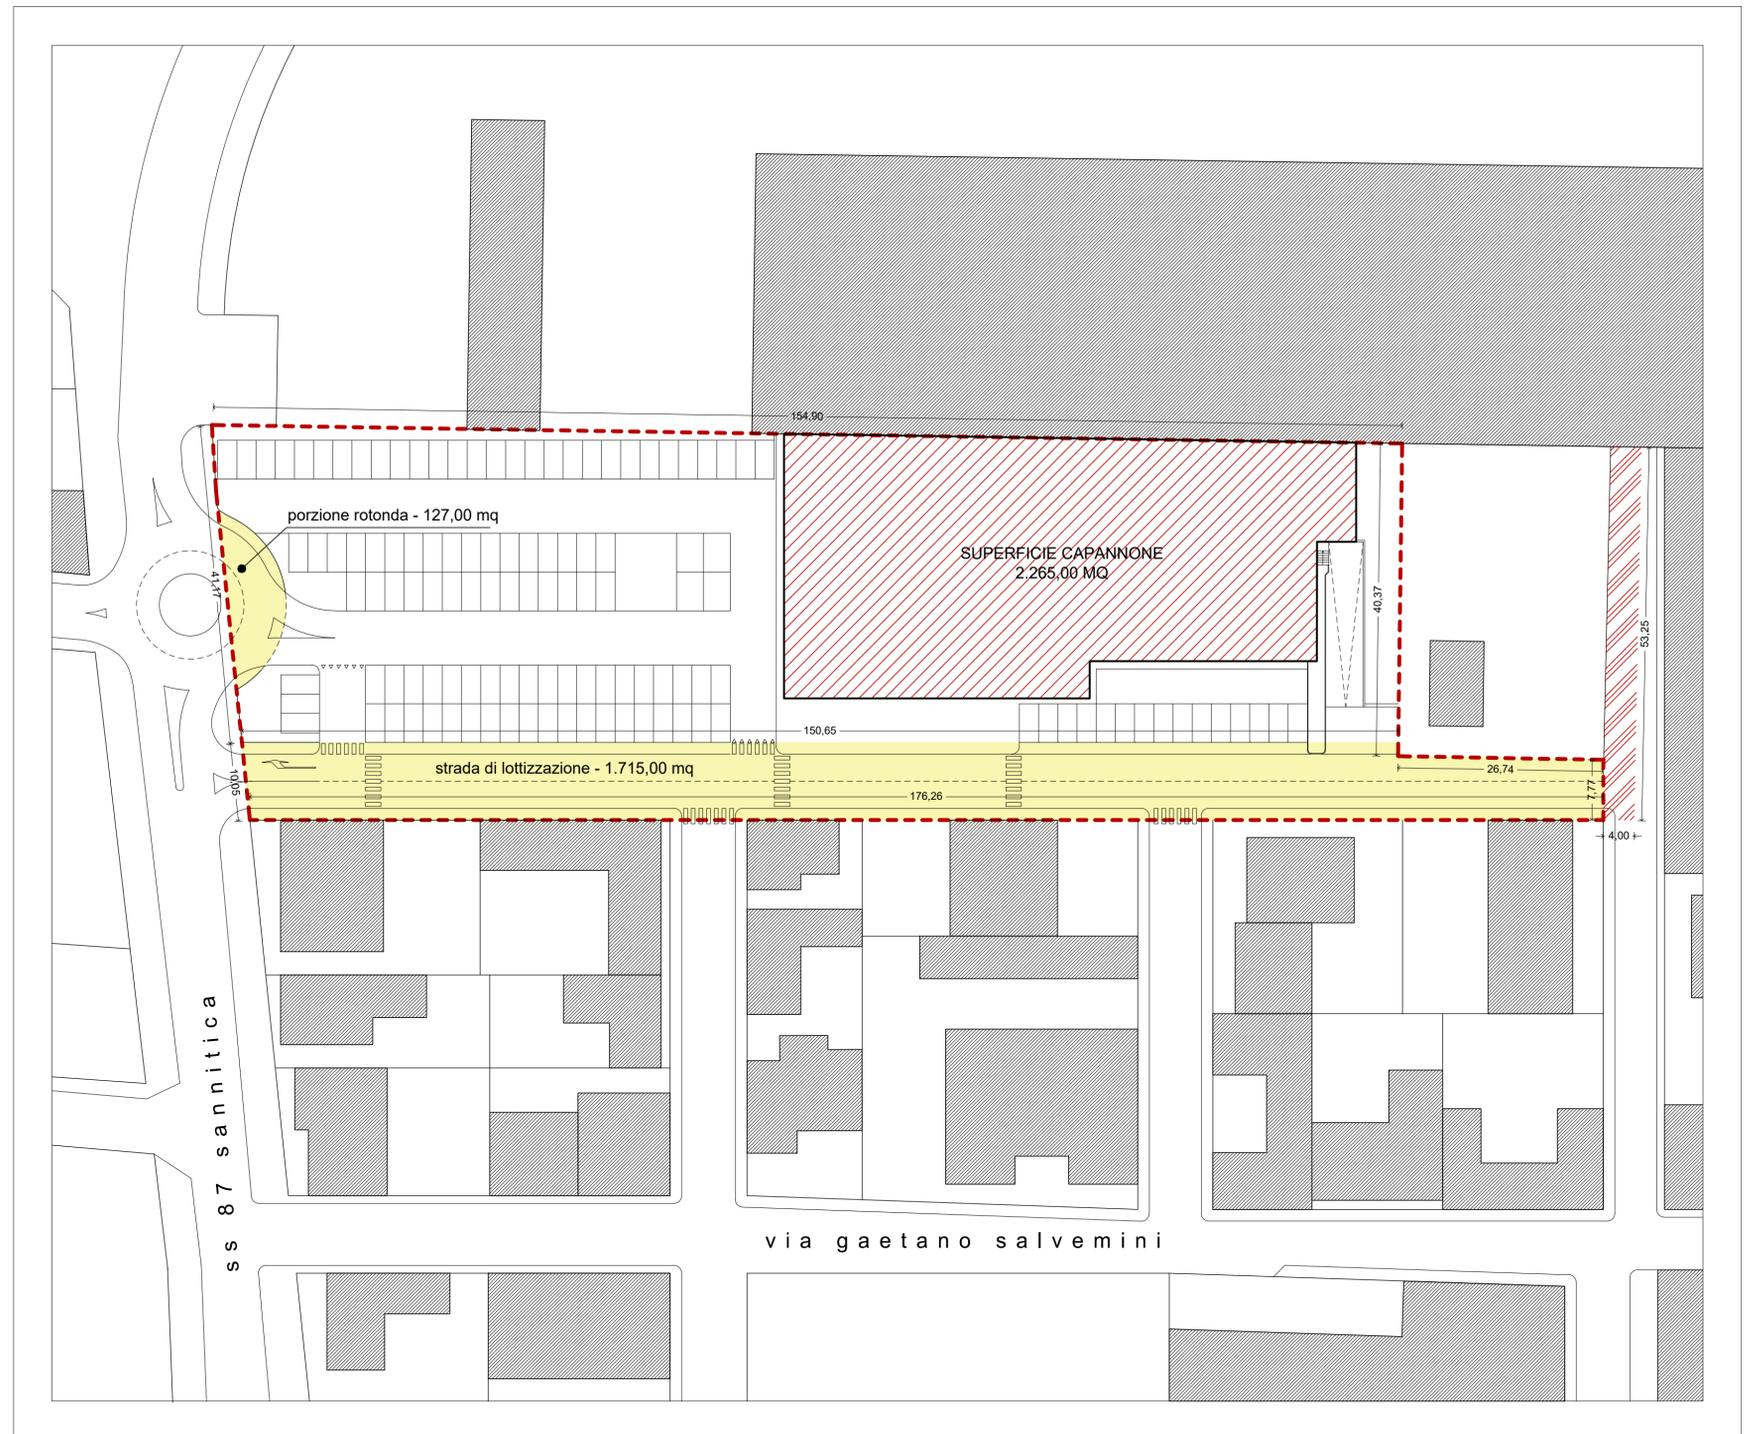 154,90
porzione rotonda - 127,00 mq
SUPERFICIE CAPANNONE
2.265,00 MQ
41,17
40,37
53,25
150,65
strada di lottizzazione - 1.715,00 mq
26,74
10,05
176,26
7,77
4,00
ss 87 sannitica
via gaetano salvemini